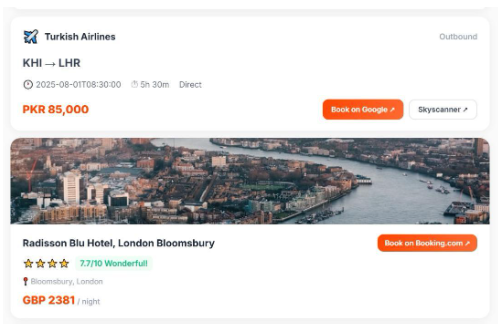 Turkish Airlines
Outbound
KHI → LHR
2025-08-01T08:30:00 5h 30m Direct
PKR 85,000
Book on Google ↗
Skyscanner ↗
Radisson Blu Hotel, London Bloomsbury
Book on Booking.com ↗
7.7/10 Wonderful!
Bloomsbury, London
GBP 2381 / night